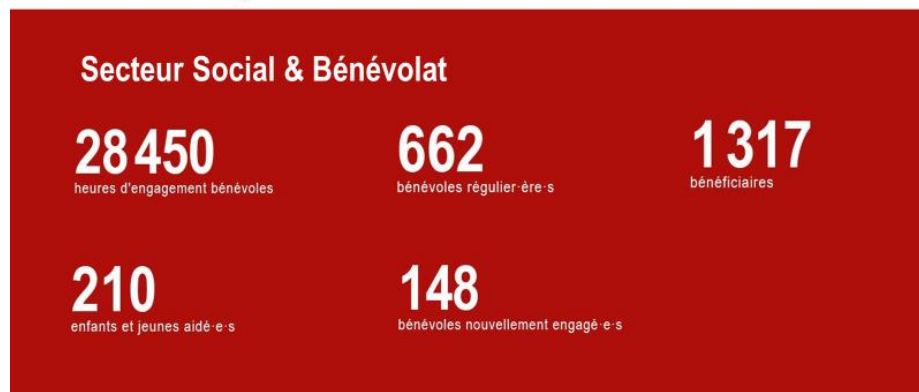 Secteur Social & Bénévolat
28 450
heures d'engagement bénévoles
662
bénévoles régulier·ère·s
1 317
bénéficiaires
210
enfants et jeunes aidé·e·s
148
bénévoles nouvellement engagé·e·s